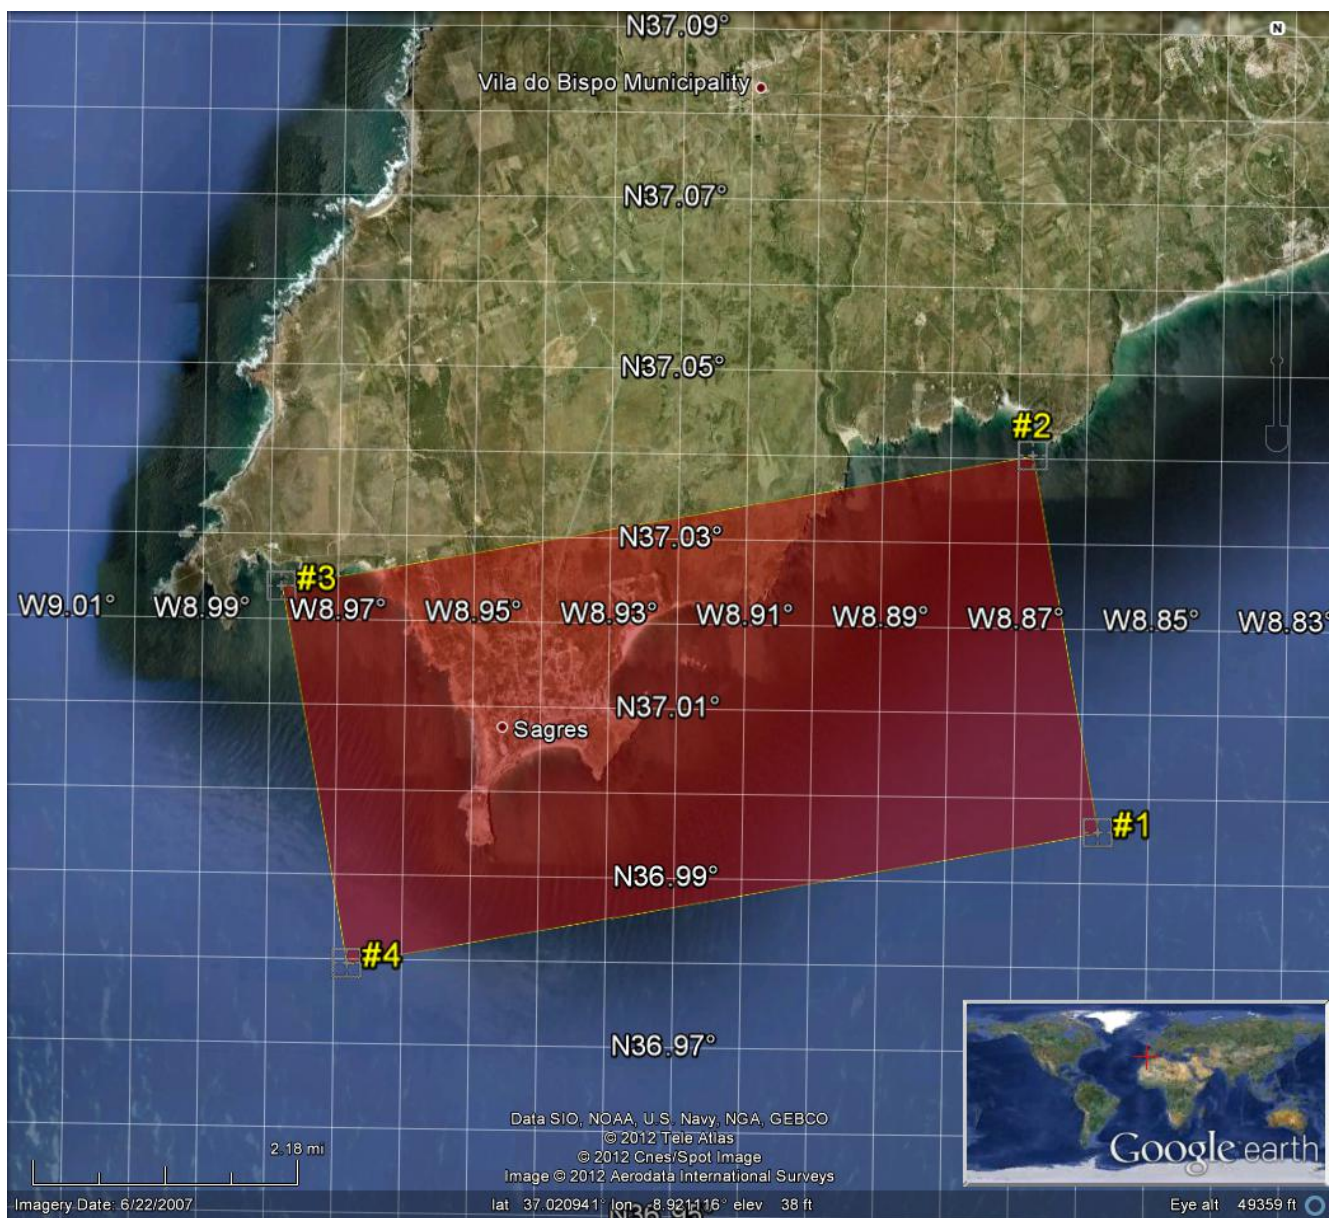 N37.09°
N
Vila do Bispo Municipality
N37.07°
N37.05°
#2
N37.03°
#3
W9.01° W8.99° W8.97° W8.95° W8.93° W8.91° W8.89° W8.87° W8.85° W8.83°
N37.01°
Sagres
#1
N36.99°
#4
N36.97°
Data SIO, NOAA, U.S. Navy, NGA, GEBCO
© 2012 Tele Atlas
© 2012 Cnes/Spot Image
Image © 2012 Aerodata International Surveys
2.18 mi
Google earth
Imagery Date: 6/22/2007 lat 37.020941° lon -8.921116° elev 38 ft Eye alt 49359 ft
N36.95°